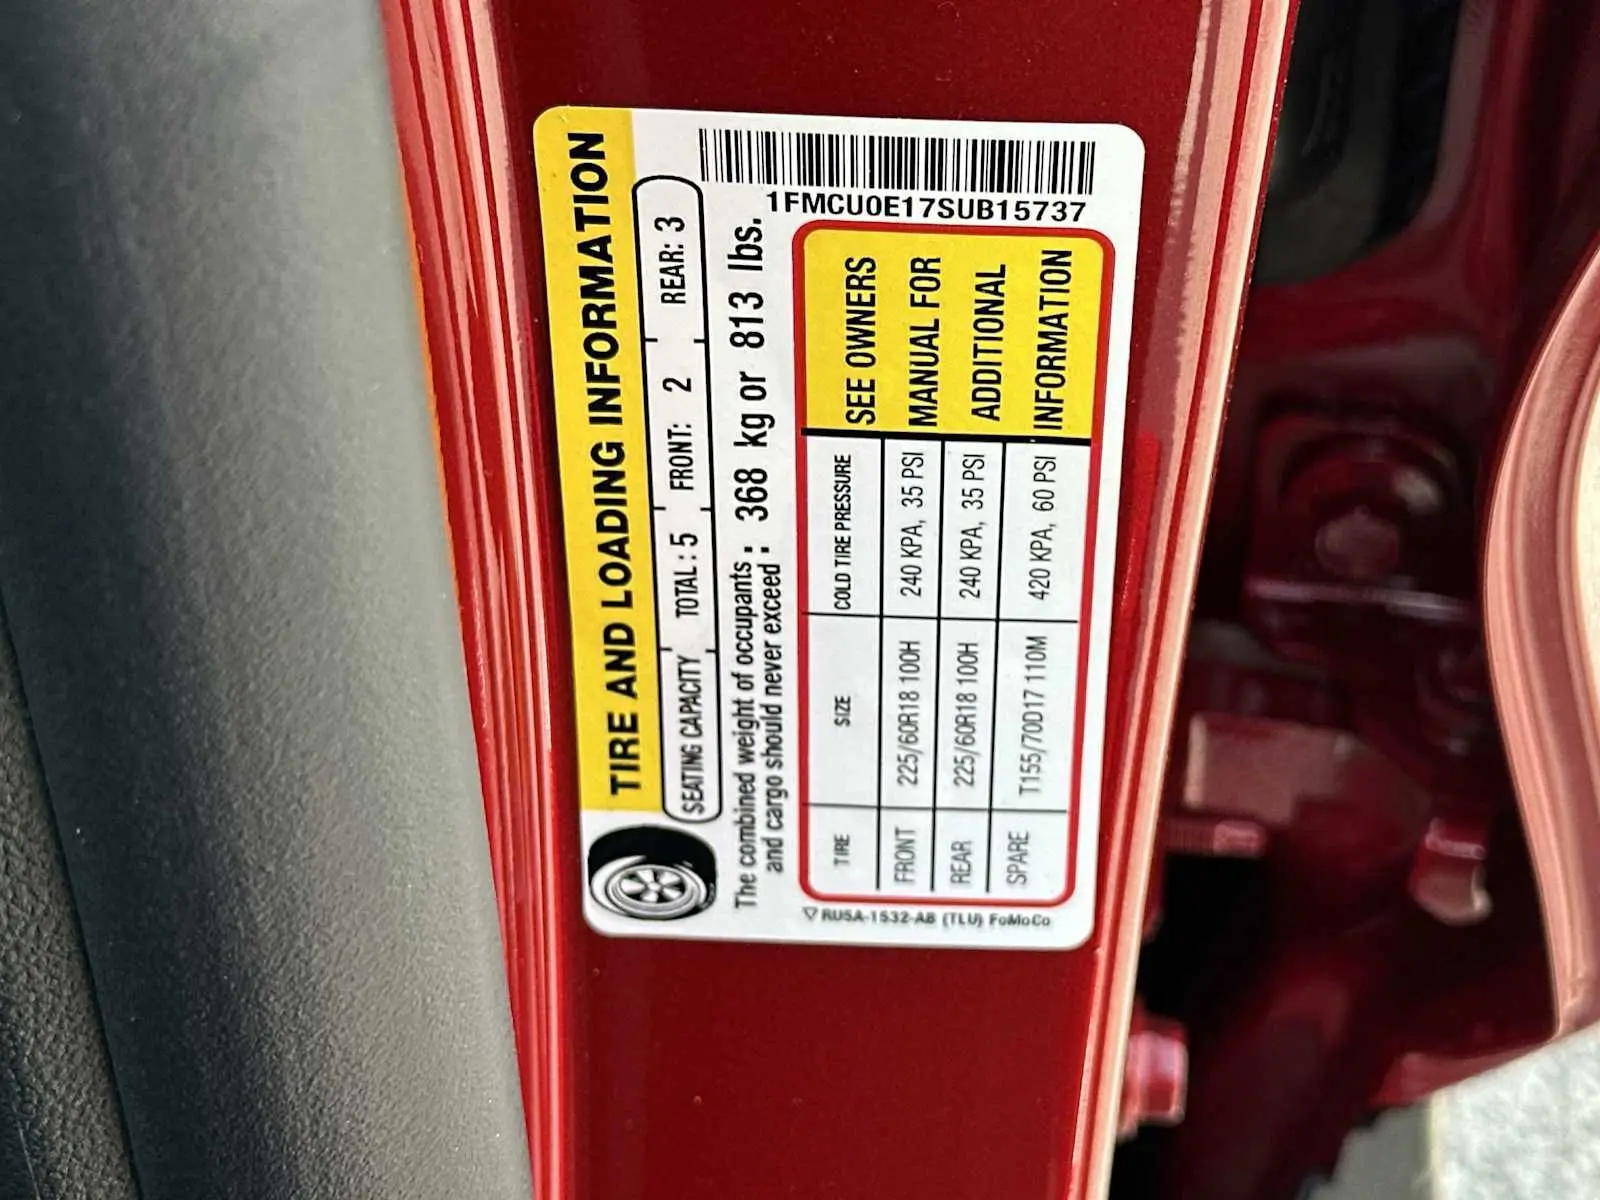 TIRE AND LOADING INFORMATION
SEATING CAPACITY TOTAL : 5 FRONT: 2 REAR: 3
The combined weight of occupants and cargo should never exceed : 368 kg or 813 lbs.
1FMCU0E17SUB15737
TIRE SIZE COLD TIRE PRESSURE
FRONT 225/60R18 100H 240 KPA, 35 PSI
REAR 225/60R18 100H 240 KPA, 35 PSI
SPARE T155/70D17 110M 420 KPA, 60 PSI
SEE OWNERS
MANUAL FOR
ADDITIONAL
INFORMATION
RU5A-1532-AB (TLU) FoMoCo